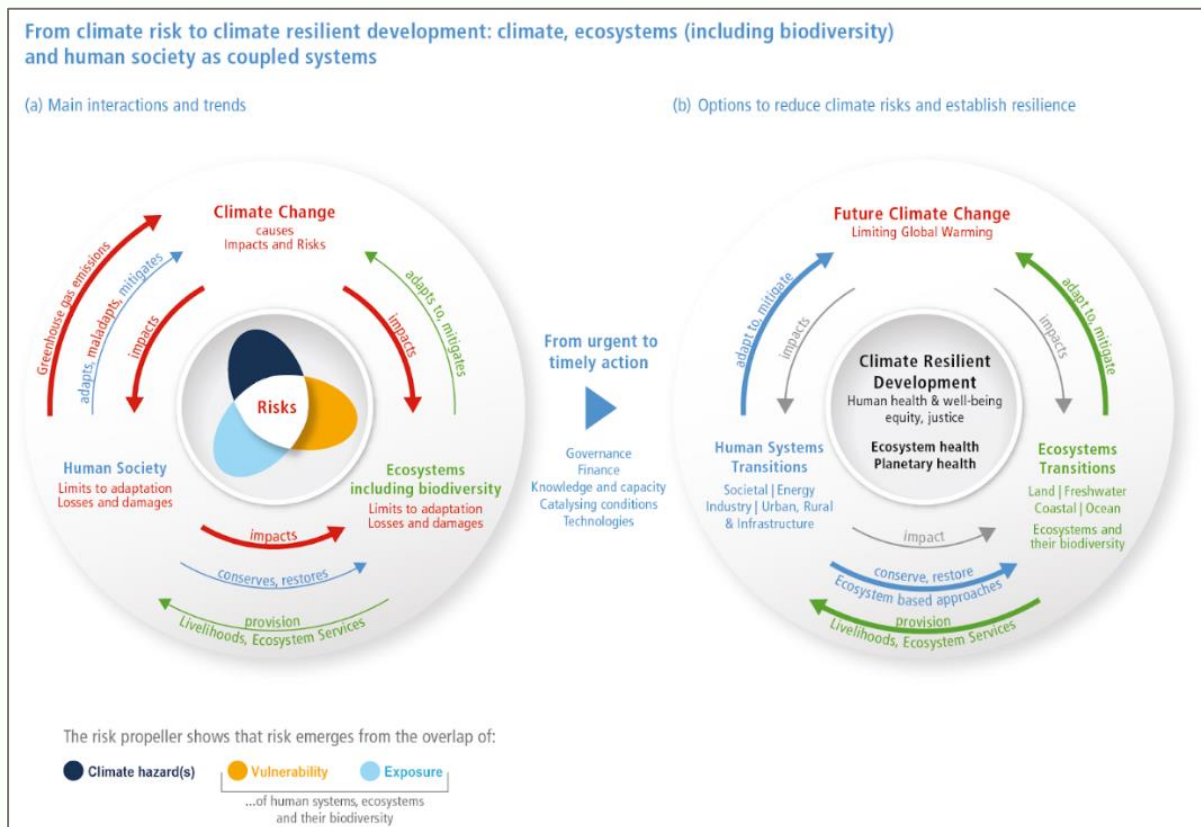 From climate risk to climate resilient development: climate, ecosystems (including biodiversity)
and human society as coupled systems
(a) Main interactions and trends
Climate Change
causes
Impacts and Risks
Greenhouse gas emissions
adapts, maladapts, mitigates
impacts
impacts
adapts to, mitigates
Risks
Human Society
Limits to adaptation
Losses and damages
Ecosystems
including biodiversity
Limits to adaptation
Losses and damages
impacts
conserves, restores
provision
Livelihoods, Ecosystem Services
From urgent to
timely action
Governance
Finance
Knowledge and capacity
Catalysing conditions
Technologies
(b) Options to reduce climate risks and establish resilience
Future Climate Change
Limiting Global Warming
adapt to, mitigate
impacts
impacts
adapt to, mitigate
Climate Resilient
Development
Human health & well-being
equity, justice
Ecosystem health
Planetary health
Human Systems
Transitions
Societal | Energy
Industry | Urban, Rural
& Infrastructure
Ecosystems
Transitions
Land | Freshwater
Coastal | Ocean
Ecosystems and
their biodiversity
impact
conserve, restore
Ecosystem based approaches
provision
Livelihoods, Ecosystem Services
The risk propeller shows that risk emerges from the overlap of:
Climate hazard(s) Vulnerability Exposure
...of human systems, ecosystems
and their biodiversity